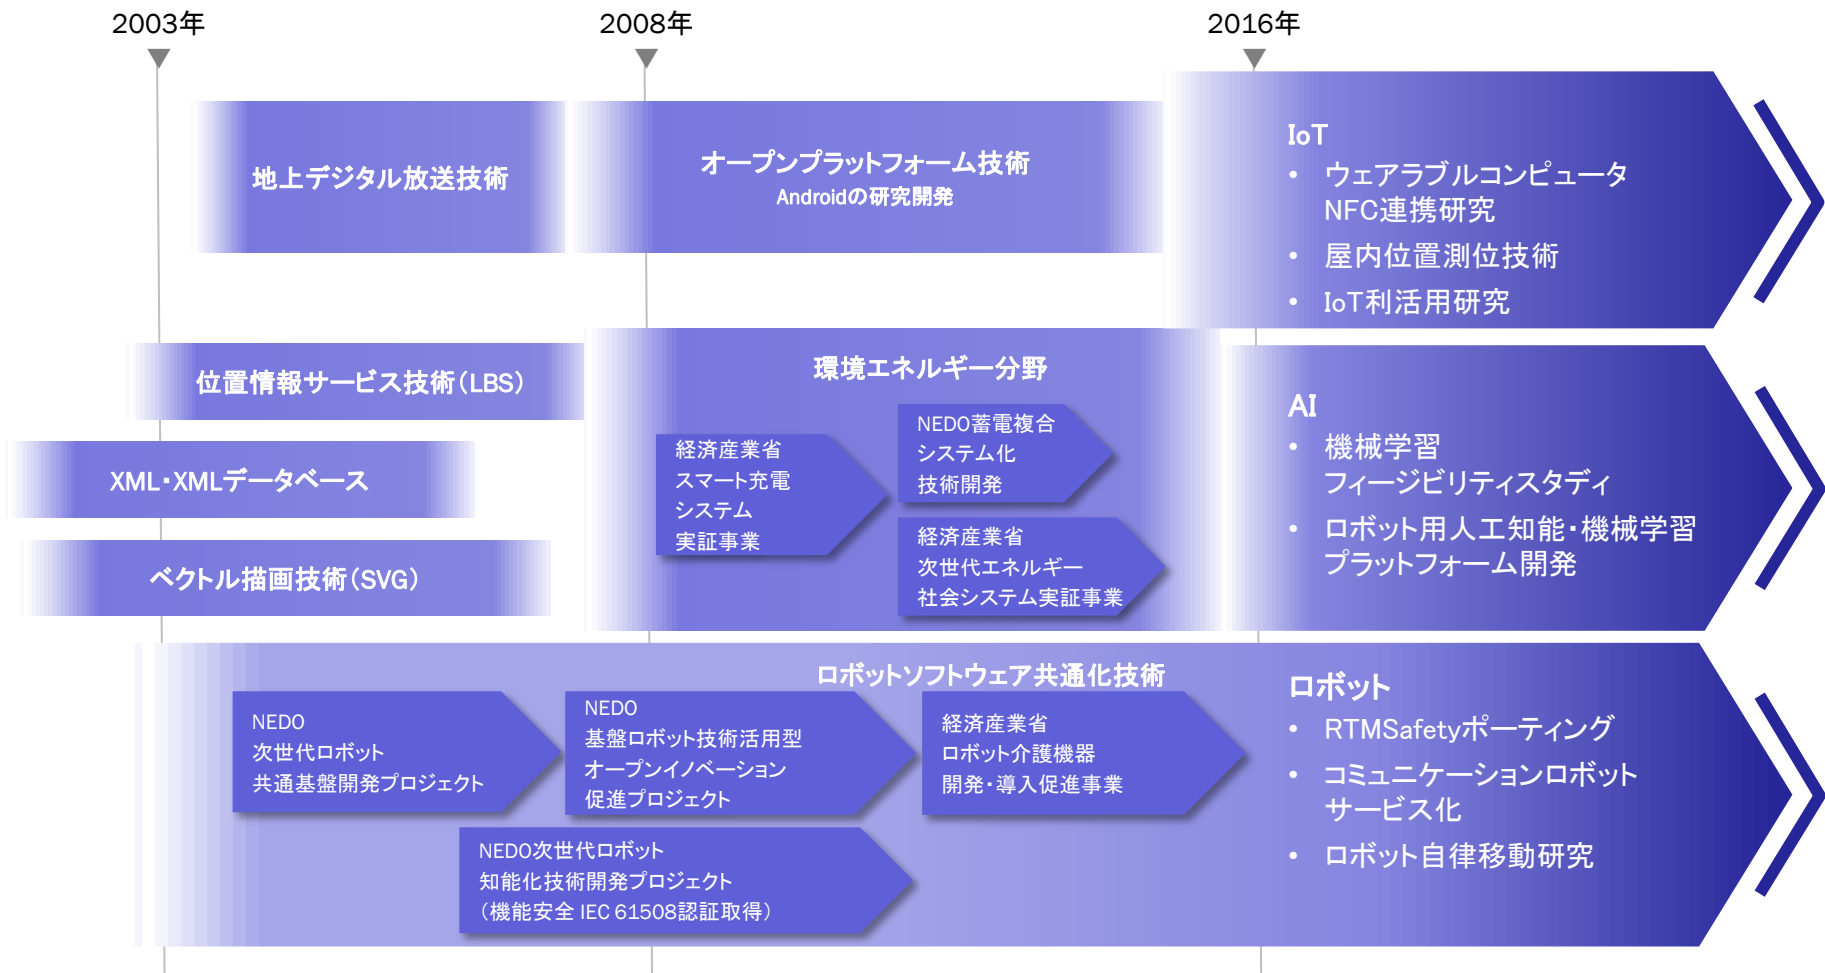 2003年
2008年
2016年
地上デジタル放送技術
オープンプラットフォーム技術
Androidの研究開発
IoT
• ウェアラブルコンピュータ
NFC連携研究
• 屋内位置測位技術
• IoT利活用研究
位置情報サービス技術(LBS)
XML・XMLデータベース
ベクトル描画技術(SVG)
環境エネルギー分野
経済産業省
スマート充電
システム
実証事業
NEDO蓄電複合
システム化
技術開発
経済産業省
次世代エネルギー
社会システム実証事業
AI
• 機械学習
フィージビリティスタディ
• ロボット用人工知能・機械学習
プラットフォーム開発
ロボットソフトウェア共通化技術
NEDO
次世代ロボット
共通基盤開発プロジェクト
NEDO
基盤ロボット技術活用型
オープンイノベーション
促進プロジェクト
経済産業省
ロボット介護機器
開発・導入促進事業
NEDO次世代ロボット
知能化技術開発プロジェクト
(機能安全 IEC 61508認証取得)
ロボット
• RTMSafetyポーティング
• コミュニケーションロボット
サービス化
• ロボット自律移動研究